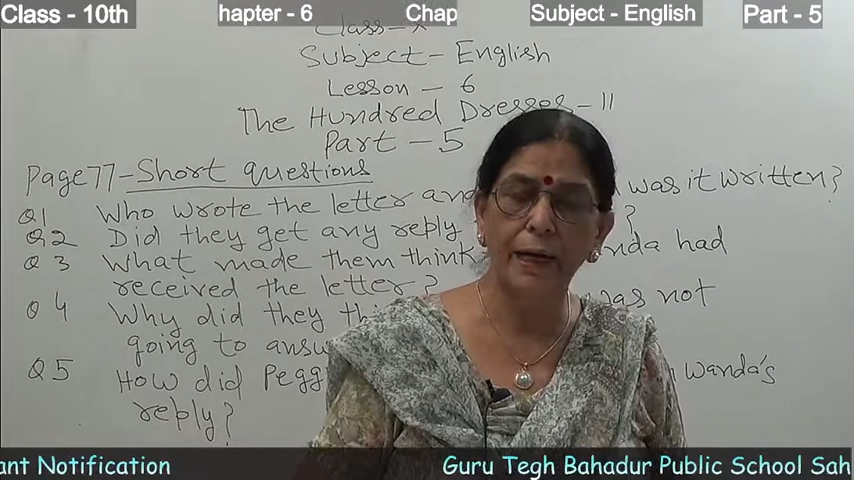 Class - 10th hapter - 6 Chap Subject - English Part - 5
Class - X
Subject - English
Lesson - 6
The Hundred Dresses - II
Part - 5
Page 77 - Short questions
Q1 Who wrote the letter and was it written?
Q2 Did they get any reply ?
Q3 What made them think nda had
received the letter?
Q4 Why did they thi was not
going to answ
Q5 How did Pegg wanda's
reply?
ant Notification Guru Tegh Bahadur Public School Sah